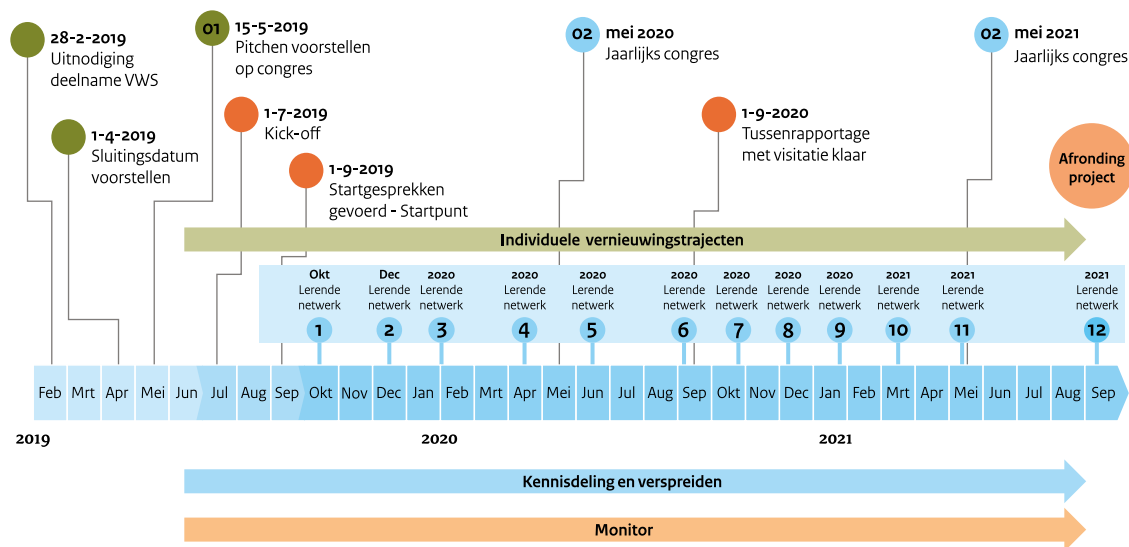 28-2-2019
Uitnodiging
deelname VWS
01
15-5-2019
Pitchen voorstellen
op congres
02
mei 2020
Jaarlijks congres
02
mei 2021
Jaarlijks congres
1-4-2019
Sluitingsdatum
voorstellen
1-7-2019
Kick-off
1-9-2019
Startgesprekken
gevoerd - Startpunt
1-9-2020
Tussenrapportage
met visitatie klaar
Afronding
project
Individuele vernieuwingstrajecten
Okt
Lerende
netwerk
1
Dec
Lerende
netwerk
2
2020
Lerende
netwerk
3
2020
Lerende
netwerk
4
2020
Lerende
netwerk
5
2020
Lerende
netwerk
6
2020
Lerende
netwerk
7
2020
Lerende
netwerk
8
2020
Lerende
netwerk
9
2021
Lerende
netwerk
10
2021
Lerende
netwerk
11
2021
Lerende
netwerk
12
Feb Mrt Apr Mei Jun Jul Aug Sep Okt Nov Dec Jan Feb Mrt Apr Mei Jun Jul Aug Sep Okt Nov Dec Jan Feb Mrt Apr Mei Jun Jul Aug Sep
2019 2020 2021
Kennisdeling en verspreiden
Monitor